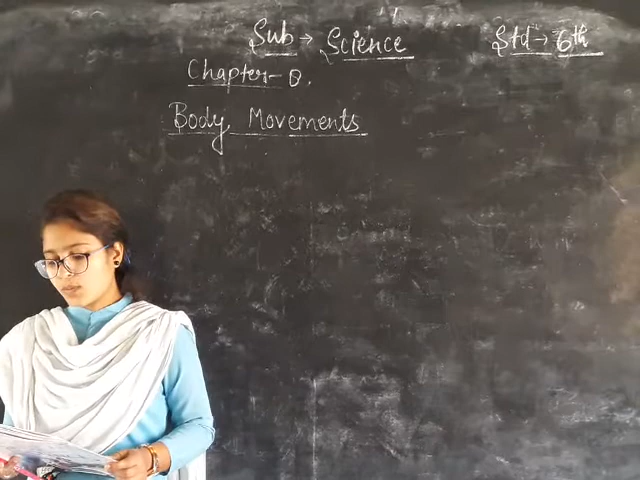 Sub → Science Std → 6th
Chapter - 8.
Body Movements